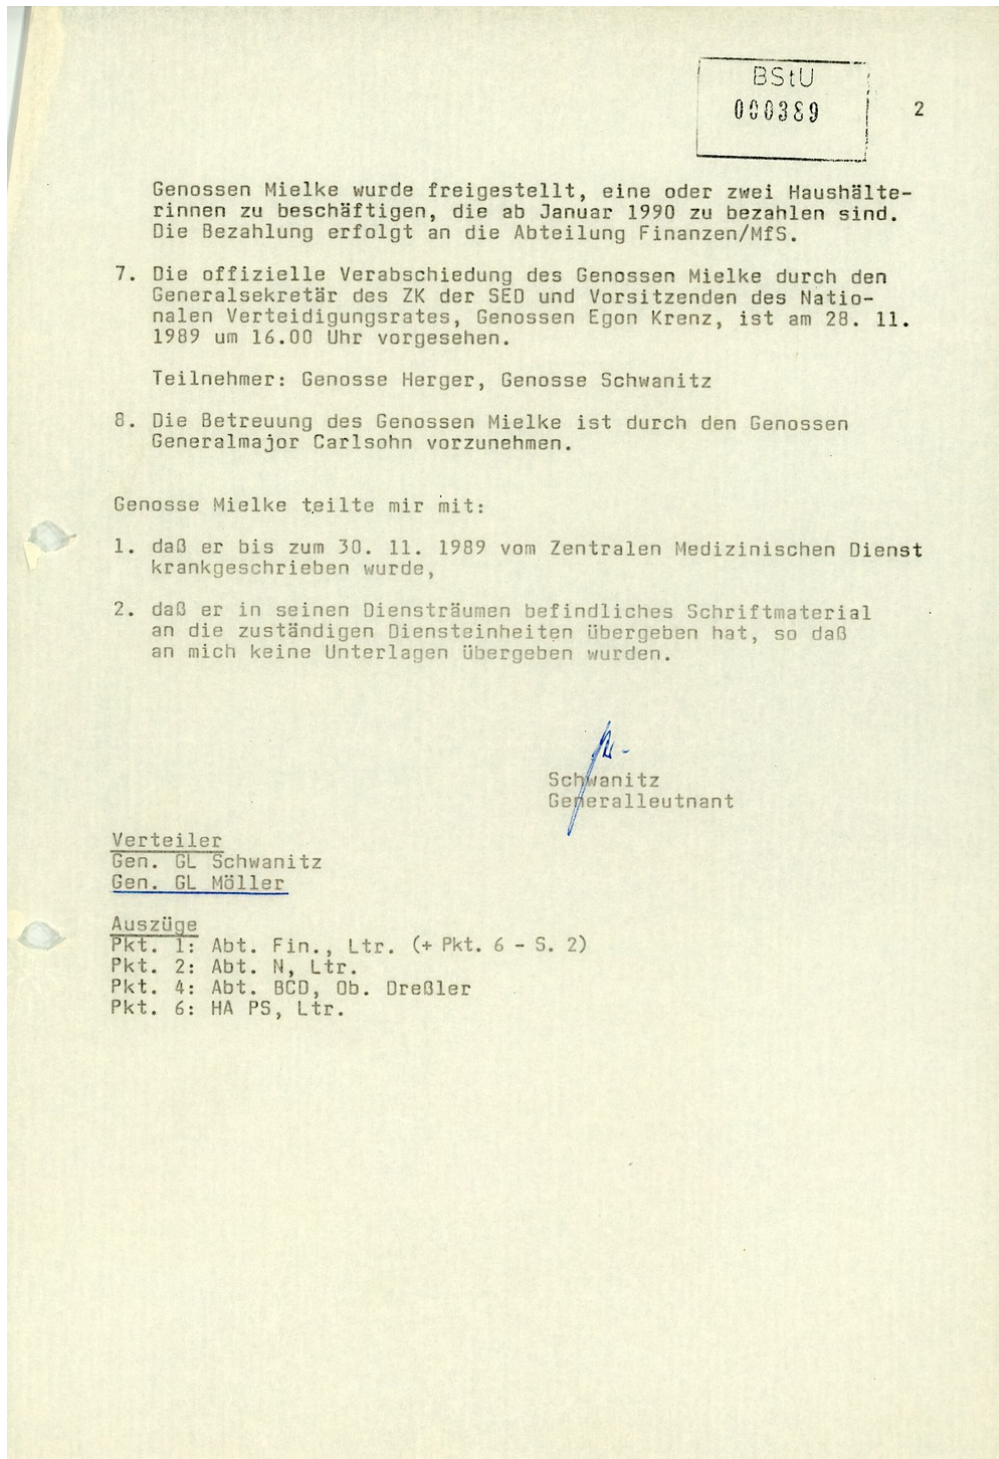 BStU
000389
2
Genossen Mielke wurde freigestellt, eine oder zwei Haushälte-
rinnen zu beschäftigen, die ab Januar 1990 zu bezahlen sind.
Die Bezahlung erfolgt an die Abteilung Finanzen/MfS.
7. Die offizielle Verabschiedung des Genossen Mielke durch den
Generalsekretär des ZK der SED und Vorsitzenden des Natio-
nalen Verteidigungsrates, Genossen Egon Krenz, ist am 28. 11.
1989 um 16.00 Uhr vorgesehen.
Teilnehmer: Genosse Herger, Genosse Schwanitz
8. Die Betreuung des Genossen Mielke ist durch den Genossen
Generalmajor Carlsohn vorzunehmen.
Genosse Mielke teilte mir mit:
1. daß er bis zum 30. 11. 1989 vom Zentralen Medizinischen Dienst
krankgeschrieben wurde,
2. daß er in seinen Diensträumen befindliches Schriftmaterial
an die zuständigen Diensteinheiten übergeben hat, so daß
an mich keine Unterlagen übergeben wurden.
Schwanitz
Generalleutnant
Verteiler
Gen. GL Schwanitz
Gen. GL Möller
Auszüge
Pkt. 1: Abt. Fin., Ltr. (+ Pkt. 6 - S. 2)
Pkt. 2: Abt. N, Ltr.
Pkt. 4: Abt. BCD, Ob. Dreßler
Pkt. 6: HA PS, Ltr.